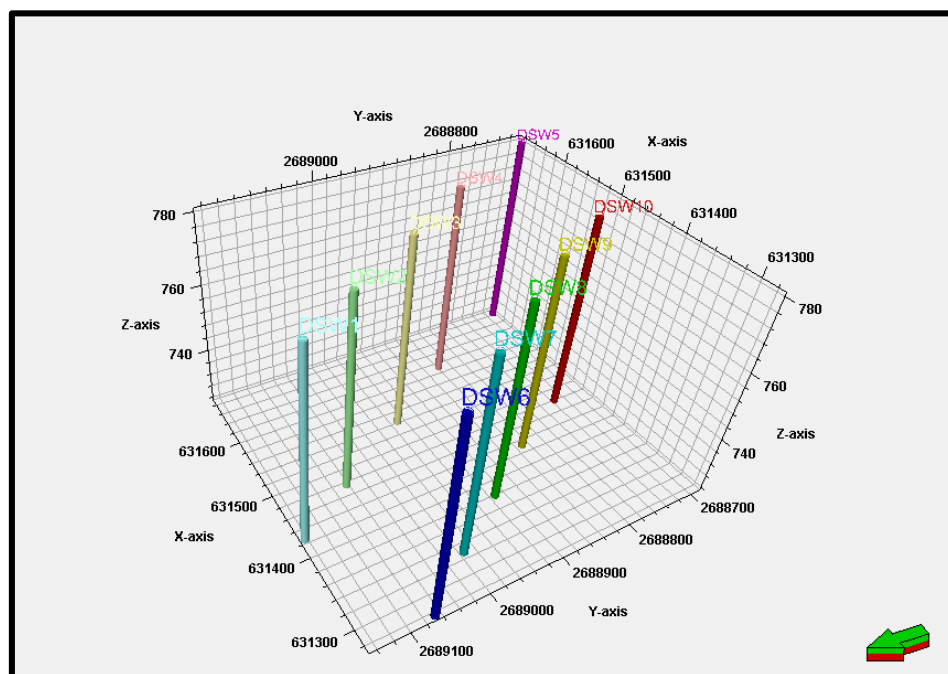 DSW5
Y-axis
2688800
631600
X-axis
2689000
631500
DSW4
780
DSW10
631400
DSW3
DSW9
631300
DSW2
760
DSW8
780
Z-axis
DSW1
DSW7
740
760
DSW6
Z-axis
631600
740
631500
2688700
X-axis
2688800
631400
2688900
2689000
Y-axis
631300
2689100